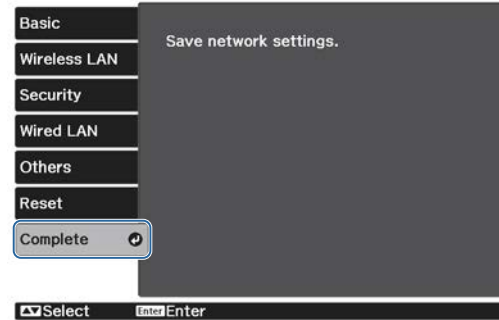 Basic
Wireless LAN
Security
Wired LAN
Others
Reset
Complete
Save network settings.
Select Enter Enter